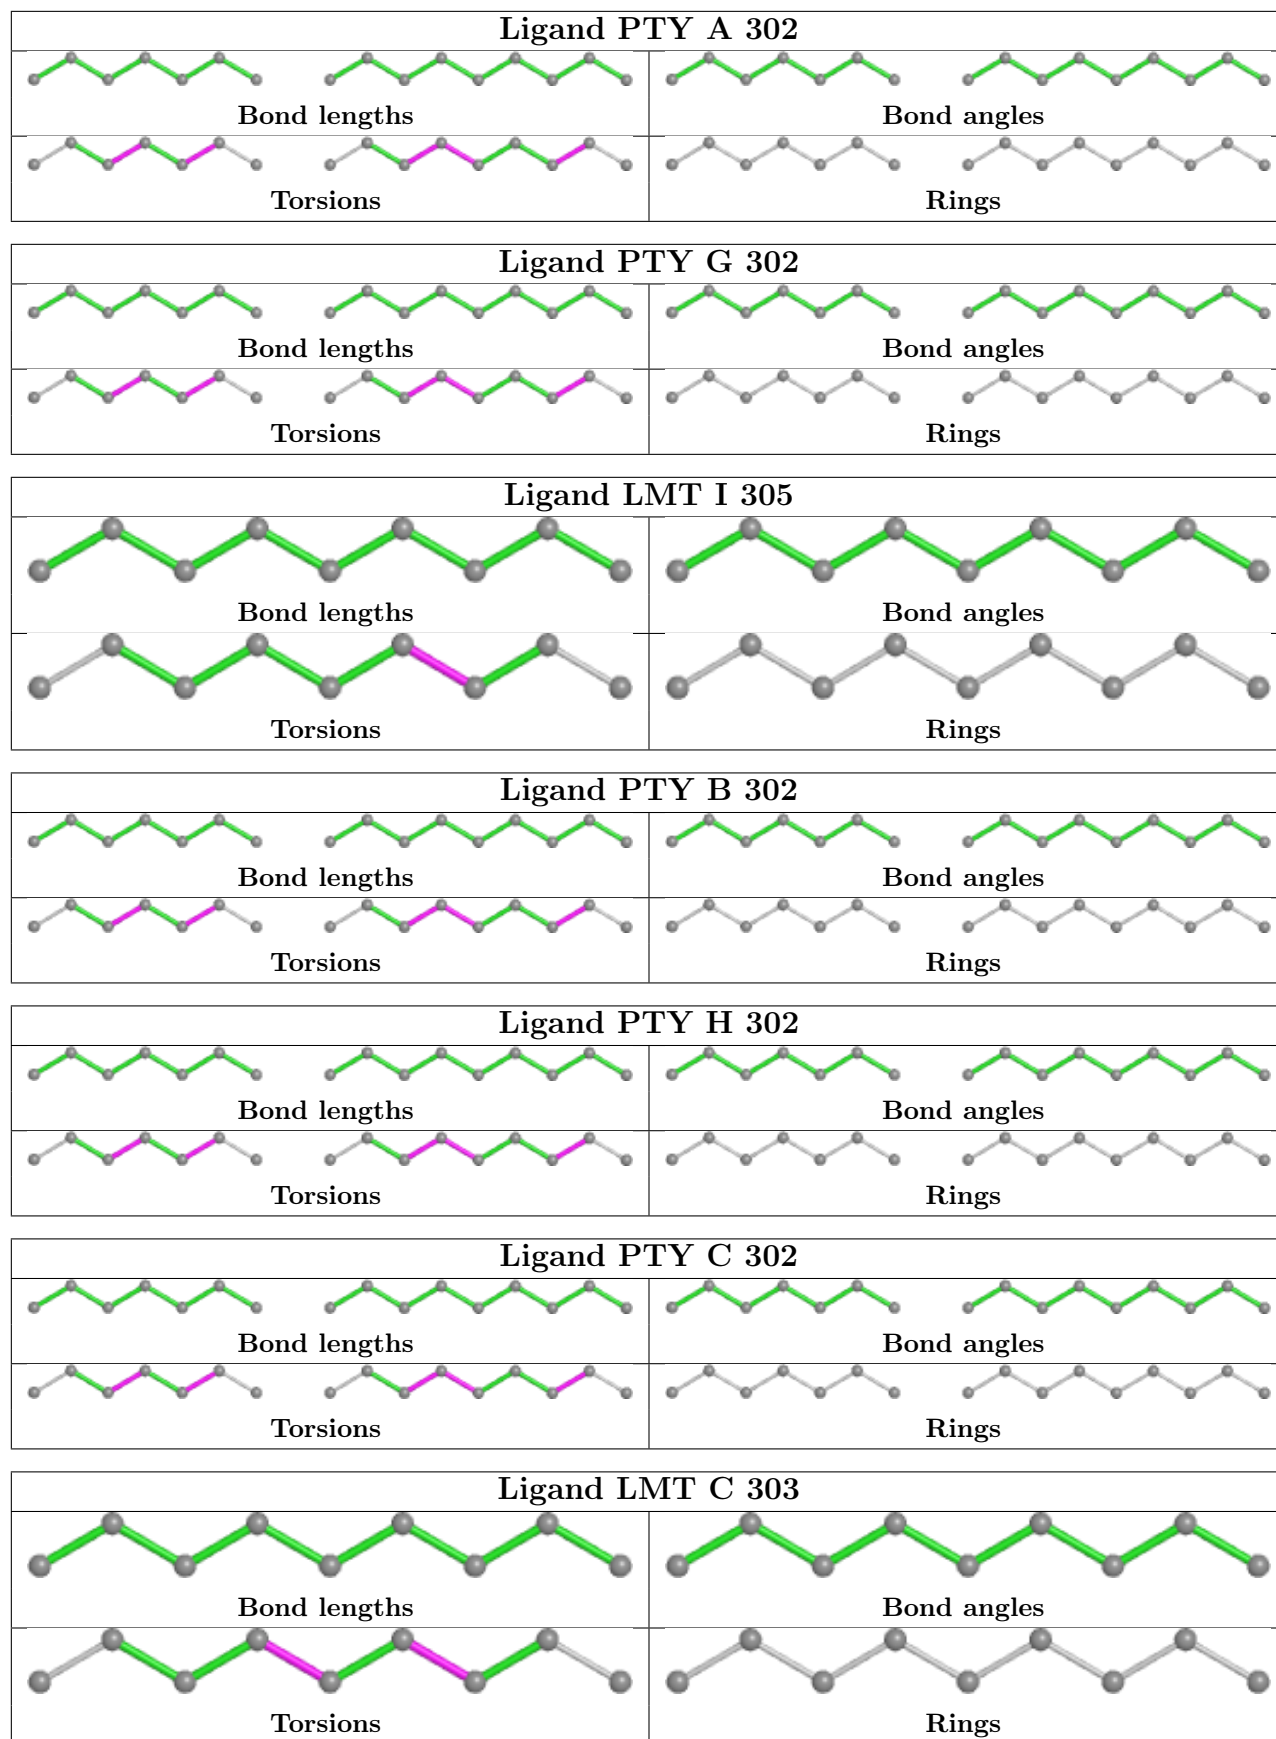 Ligand PTY A 302
Bond lengths Bond angles
Torsions Rings
Ligand PTY G 302
Bond lengths Bond angles
Torsions Rings
Ligand LMT I 305
Bond lengths Bond angles
Torsions Rings
Ligand PTY B 302
Bond lengths Bond angles
Torsions Rings
Ligand PTY H 302
Bond lengths Bond angles
Torsions Rings
Ligand PTY C 302
Bond lengths Bond angles
Torsions Rings
Ligand LMT C 303
Bond lengths Bond angles
Torsions Rings